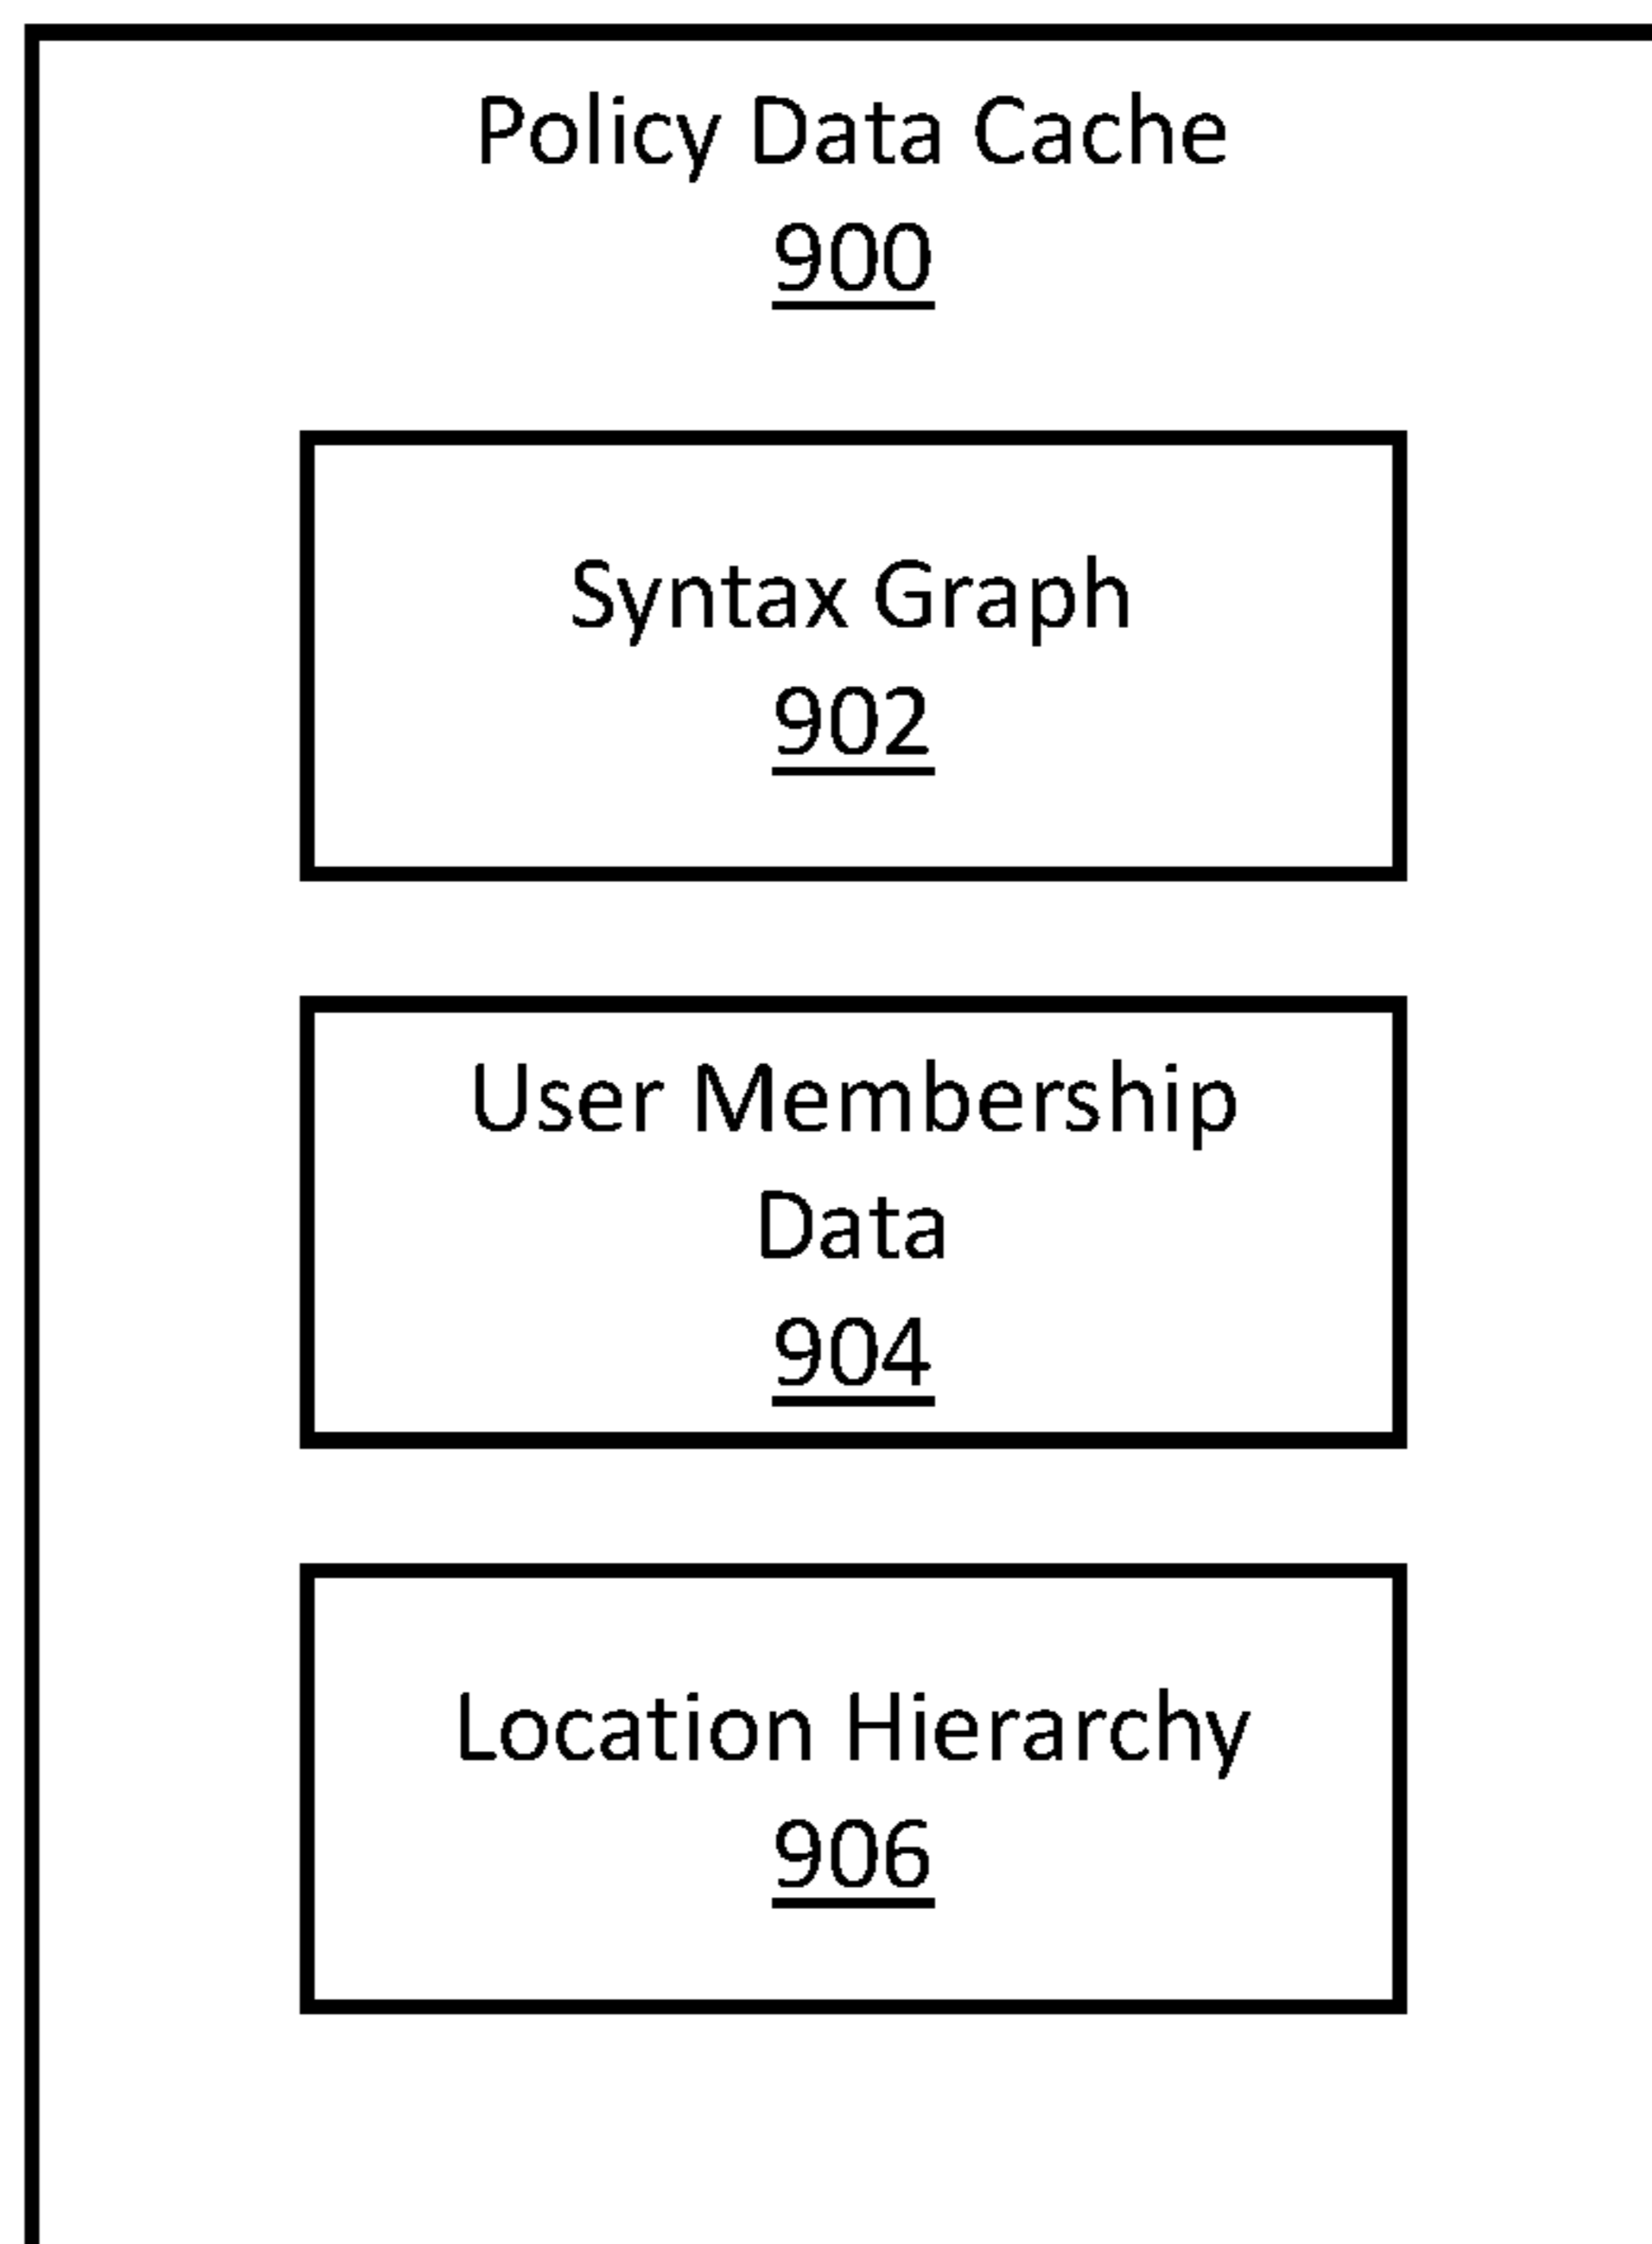 Policy Data Cache
900
Syntax Graph
902
User Membership
Data
904
Location Hierarchy
906